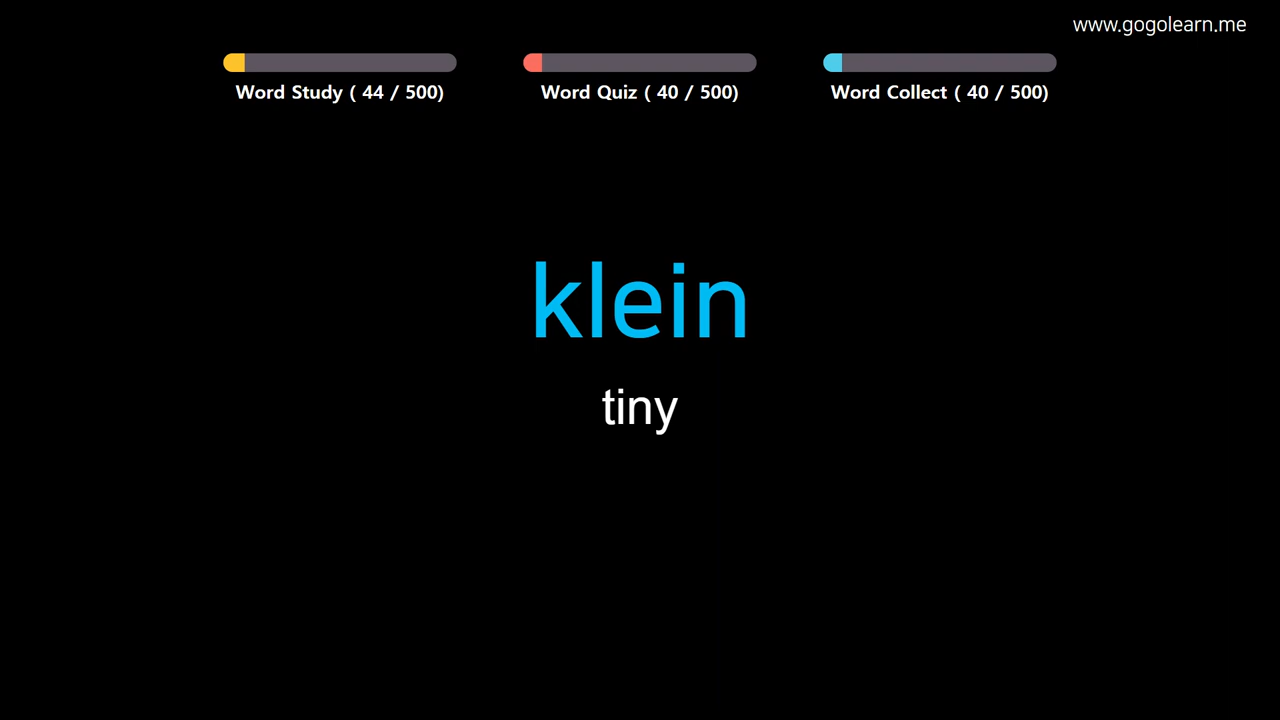 www.gogolearn.me
Word Study ( 44 / 500)
Word Quiz ( 40 / 500)
Word Collect ( 40 / 500)
klein
tiny